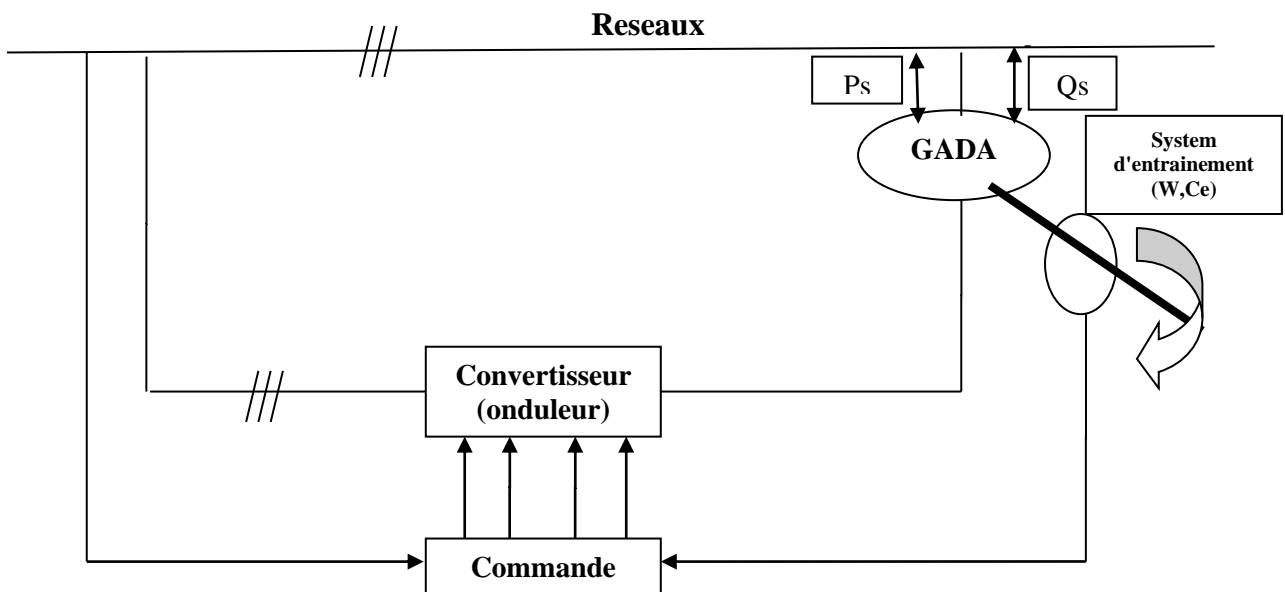 Reseaux
Ps
Qs
GADA
System
d'entrainement
(W,Ce)
Convertisseur
(onduleur)
Commande